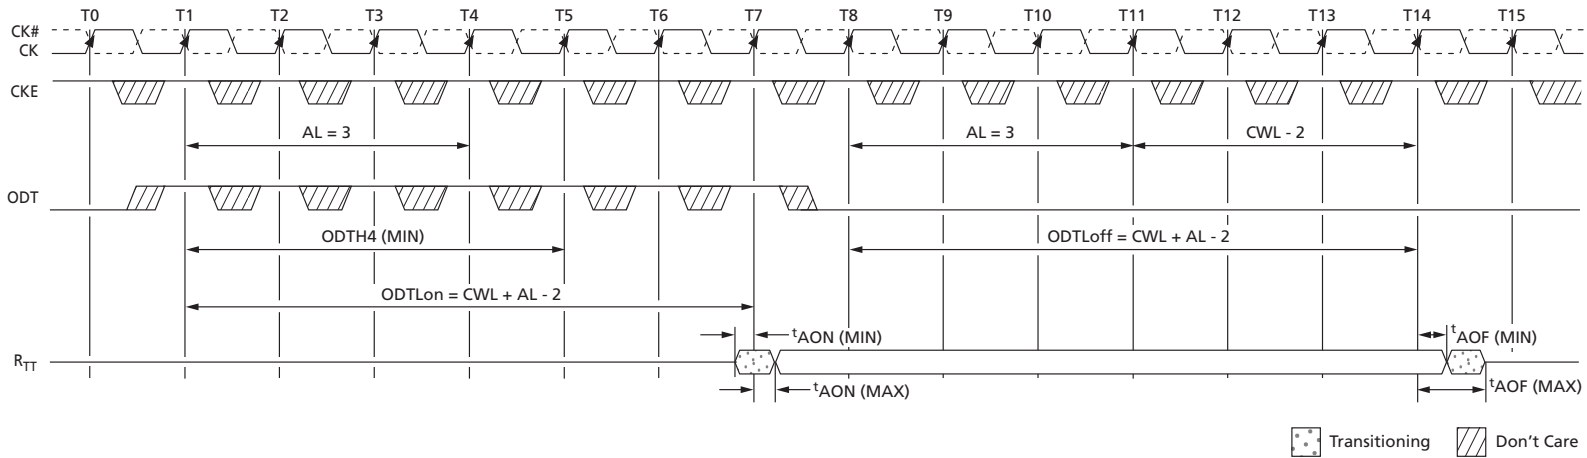 T0 T1 T2 T3 T4 T5 T6 T7 T8 T9 T10 T11 T12 T13 T14 T15
CK#
CK
CKE
AL = 3 AL = 3 CWL - 2
ODT
ODTH4 (MIN) ODTLoff = CWL + AL - 2
ODTLon = CWL + AL - 2
tAON (MIN) tAOF (MIN)
RTT
tAON (MAX) tAOF (MAX)
Transitioning Don't Care